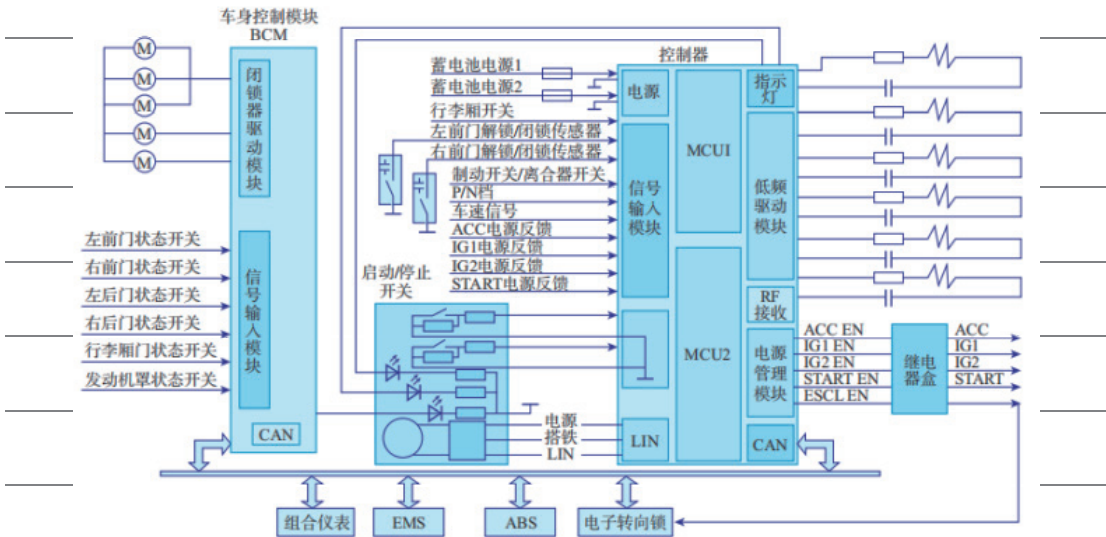 车身控制模块
BCM
M
M
M
M
M
闭锁器驱动模块
左前门状态开关
右前门状态开关
左后门状态开关
右后门状态开关
行李厢门状态开关
发动机罩状态开关
信号输入模块
CAN
蓄电池电源1
蓄电池电源2
行李厢开关
左前门解锁/闭锁传感器
右前门解锁/闭锁传感器
制动开关/离合器开关
P/N档
车速信号
ACC电源反馈
IG1电源反馈
IG2电源反馈
START电源反馈
启动/停止
开关
电源
搭铁
LIN
控制器
电源
信号
输入
模块
LIN
MCU1
MCU2
指示
灯
低频
驱动
模块
RF
接收
电源
管理
模块
CAN
ACC EN
IG1 EN
IG2 EN
START EN
ESCL EN
继电
器盒
ACC
IG1
IG2
START
组合仪表
EMS
ABS
电子转向锁